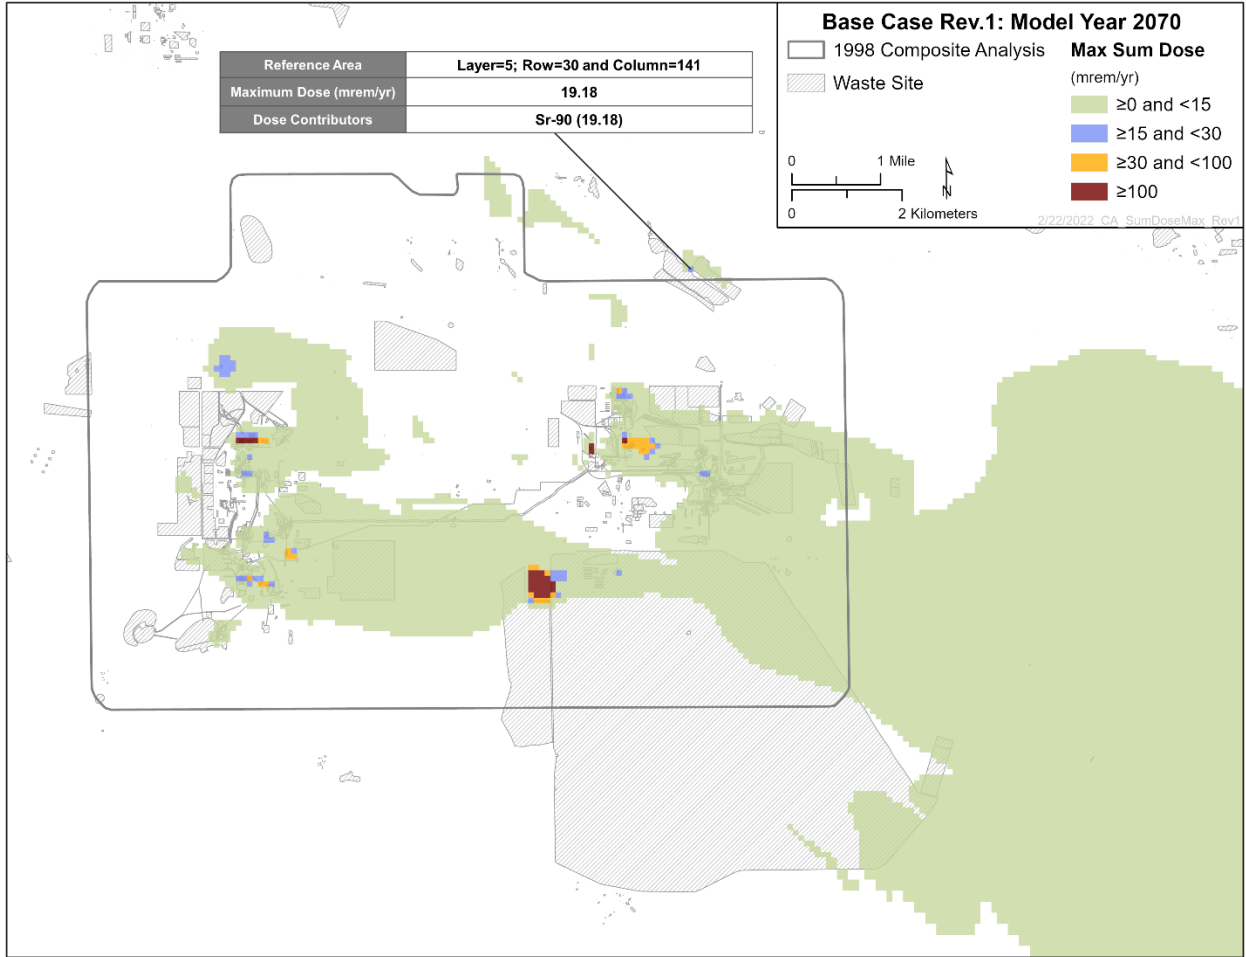 Base Case Rev.1: Model Year 2070
1998 Composite Analysis
Waste Site
Max Sum Dose
(mrem/yr)
≥0 and <15
≥15 and <30
≥30 and <100
≥100
0 1 Mile
0 2 Kilometers
N
2/22/2022 CA_SumDoseMax_Rev1
Reference Area Layer=5; Row=30 and Column=141
Maximum Dose (mrem/yr) 19.18
Dose Contributors Sr-90 (19.18)